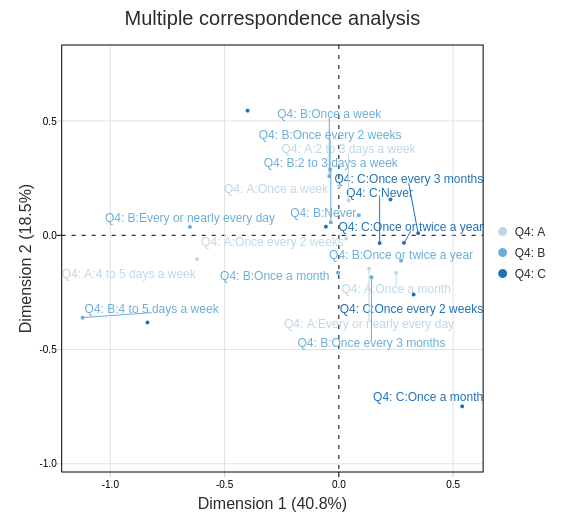 Multiple correspondence analysis
Q4: B:Once a week
Q4: B:Once every 2 weeks
Q4: A:2 to 3 days a week
Q4: B:2 to 3 days a week
Q4: C:Once every 3 months
Q4: A:Once a week
Q4: C:Never
Q4: B:Never
Q4: B:Every or nearly every day
Q4: C:Once or twice a year
Q4: A:Once every 2 weeks
Q4: B:Once or twice a year
Q4: A:4 to 5 days a week
Q4: B:Once a month
Q4: A:Once a month
Q4: B:4 to 5 days a week
Q4: C:Once every 2 weeks
Q4: A:Every or nearly every day
Q4: B:Once every 3 months
Q4: C:Once a month
0.5
0.0
-0.5
-1.0
-1.0
-0.5
0.0
0.5
Dimension 1 (40.8%)
Dimension 2 (18.5%)
Q4: A
Q4: B
Q4: C